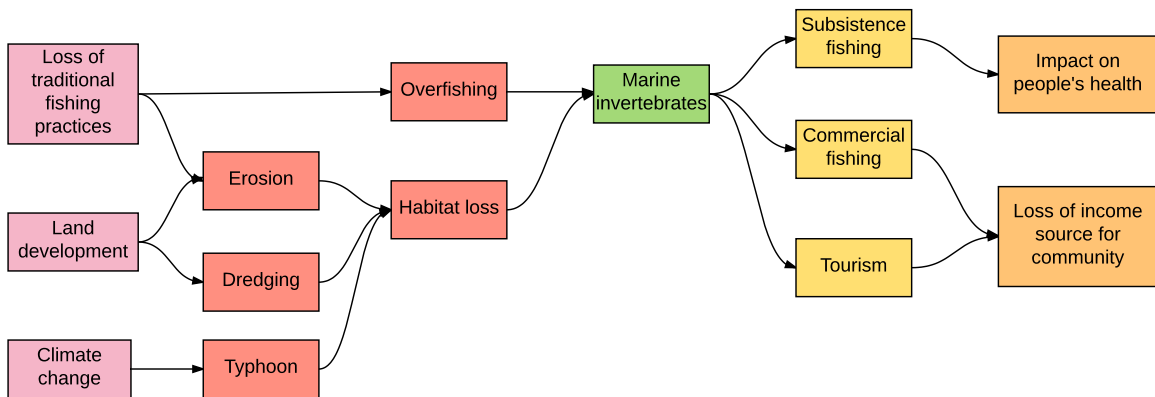 Loss of
traditional
fishing
practices
Land
development
Climate
change
Erosion
Dredging
Typhoon
Overfishing
Habitat loss
Marine
invertebrates
Subsistence
fishing
Commercial
fishing
Tourism
Impact on
people's health
Loss of income
source for
community